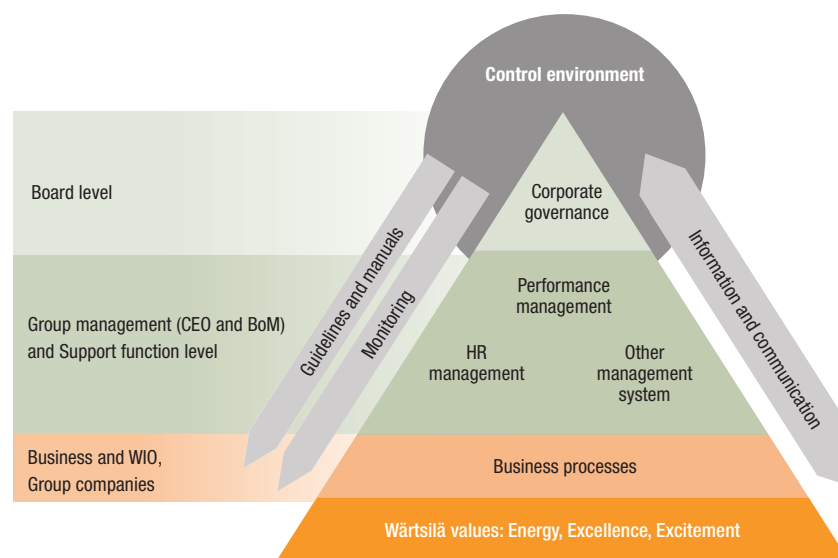 Control environment
Board level
Corporate
governance
Guidelines and manuals
Monitoring
Information and communication
Group management (CEO and BoM)
and Support function level
Performance
management
HR
management
Other
management
system
Business and WIO,
Group companies
Business processes
Wärtsilä values: Energy, Excellence, Excitement